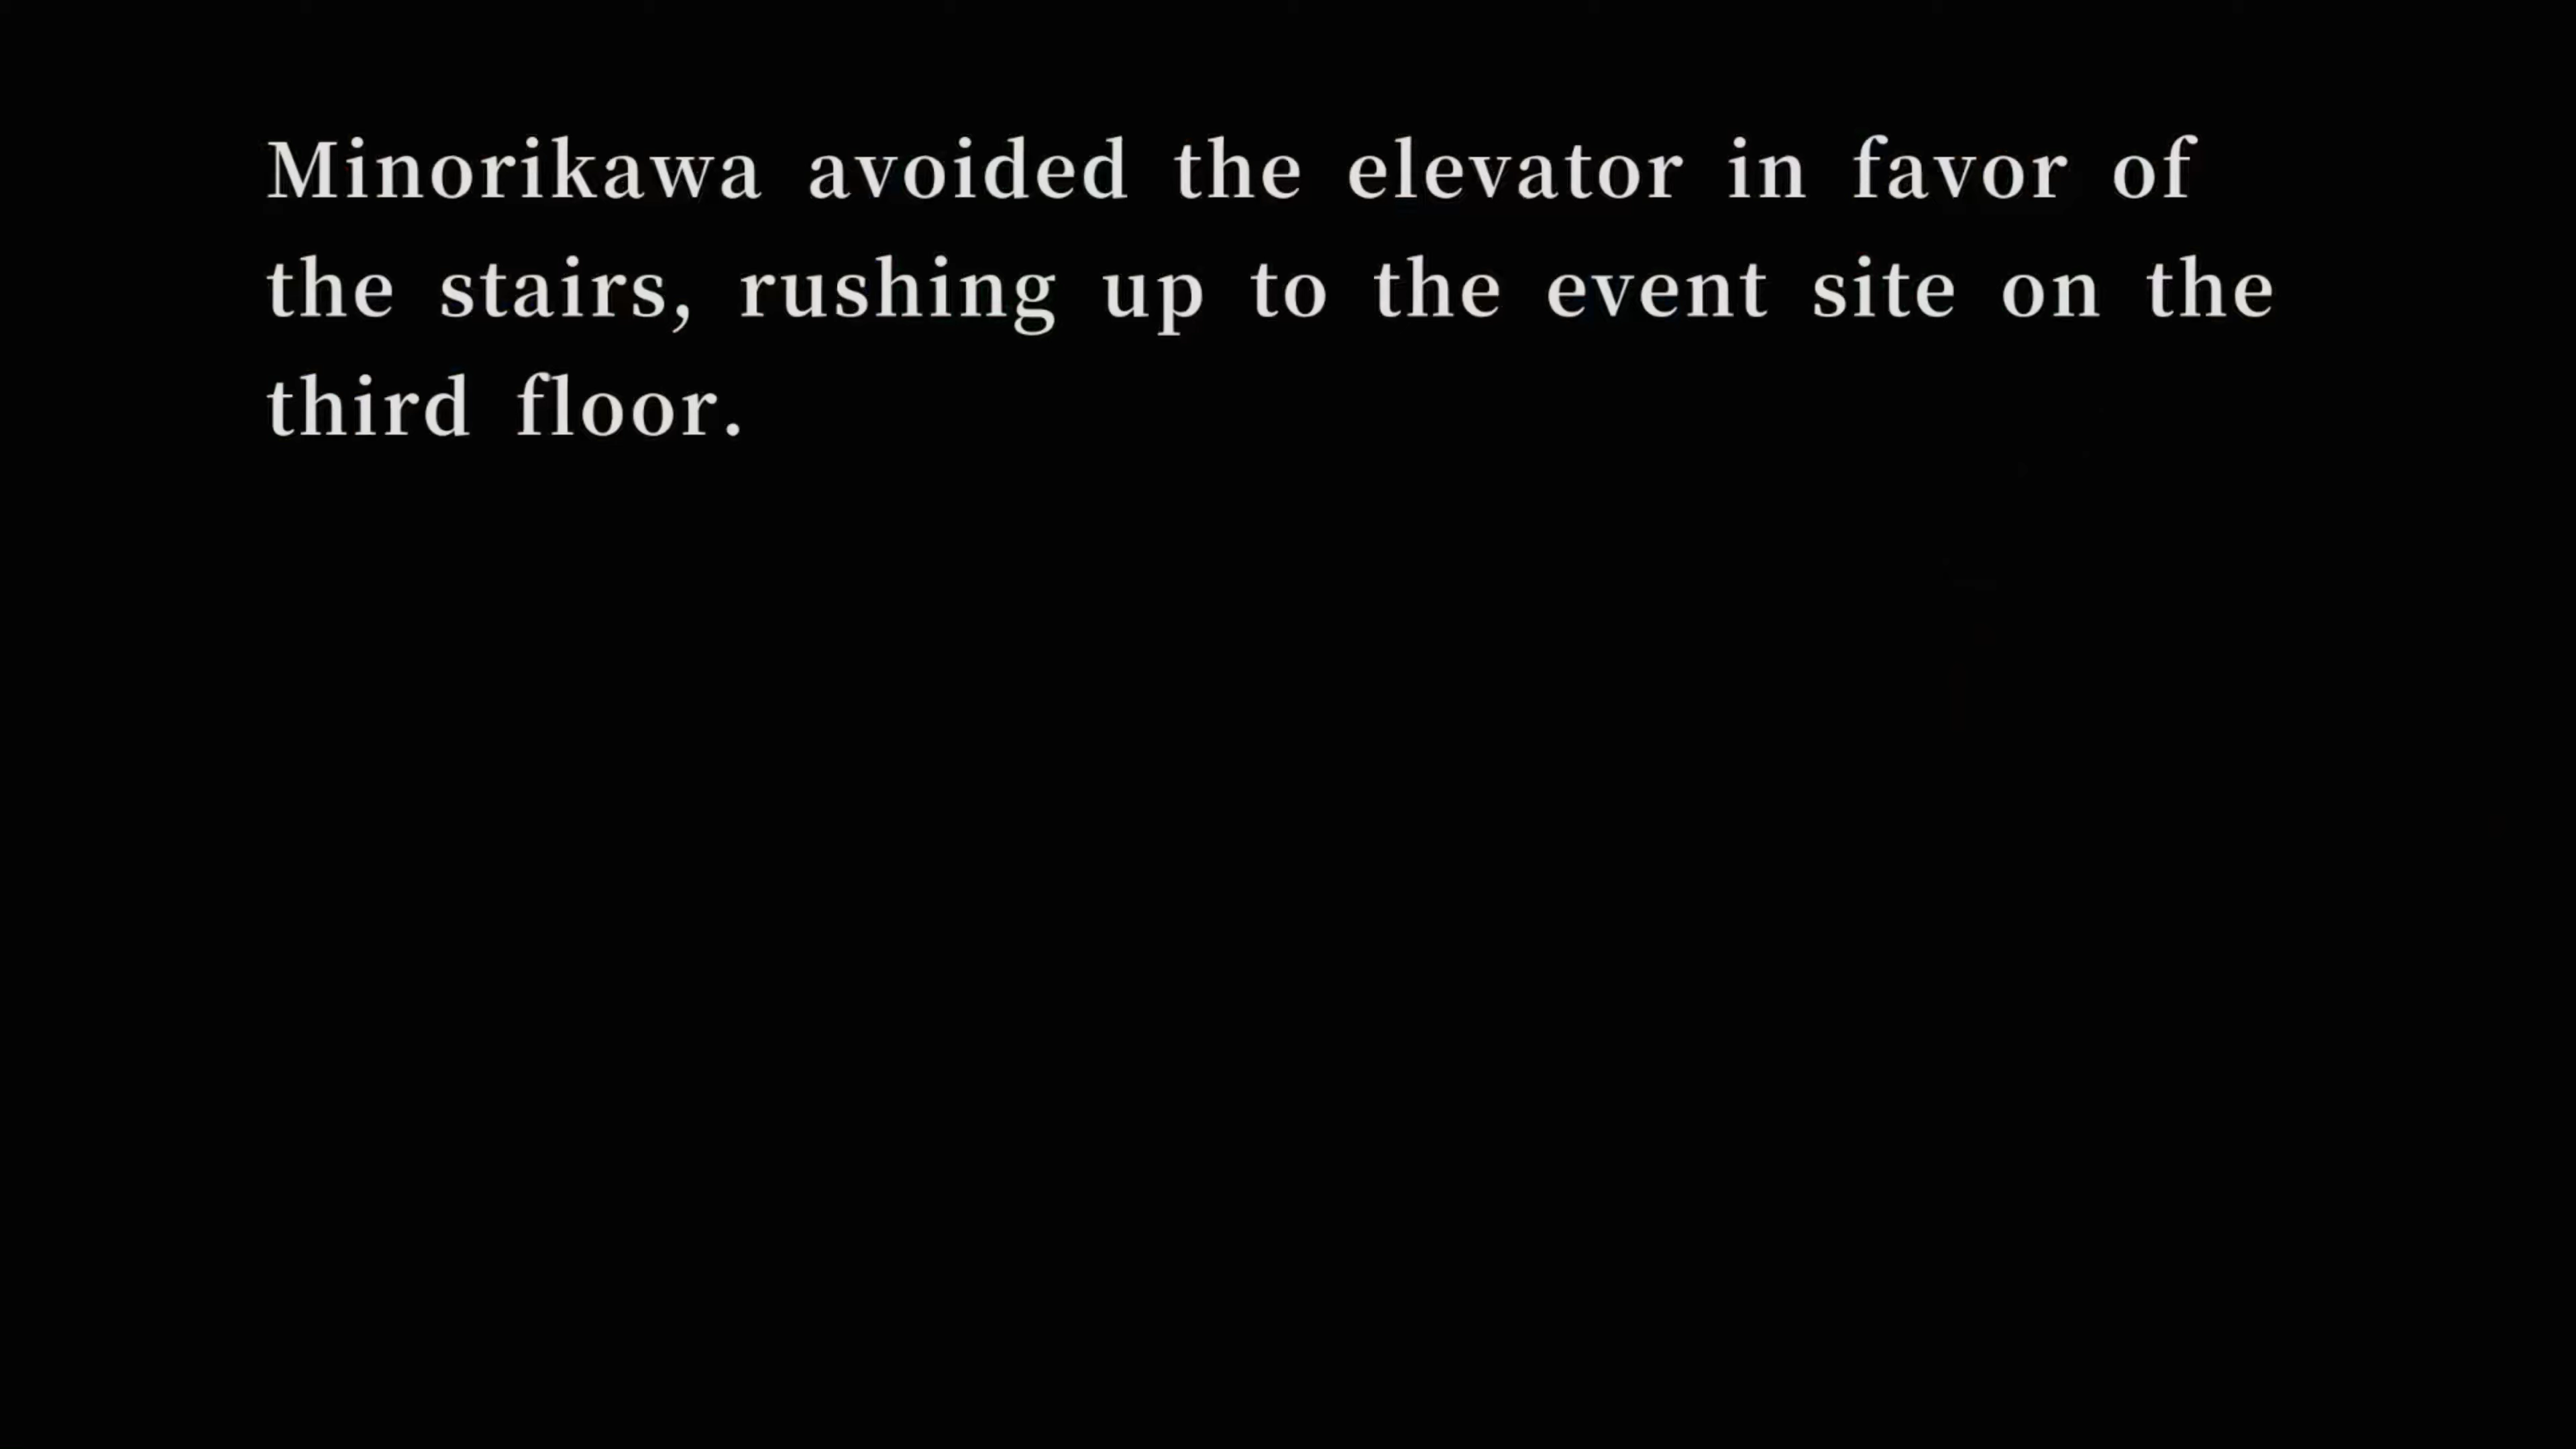 Minorikawa avoided the elevator in favor of
the stairs, rushing up to the event site on the
third floor.